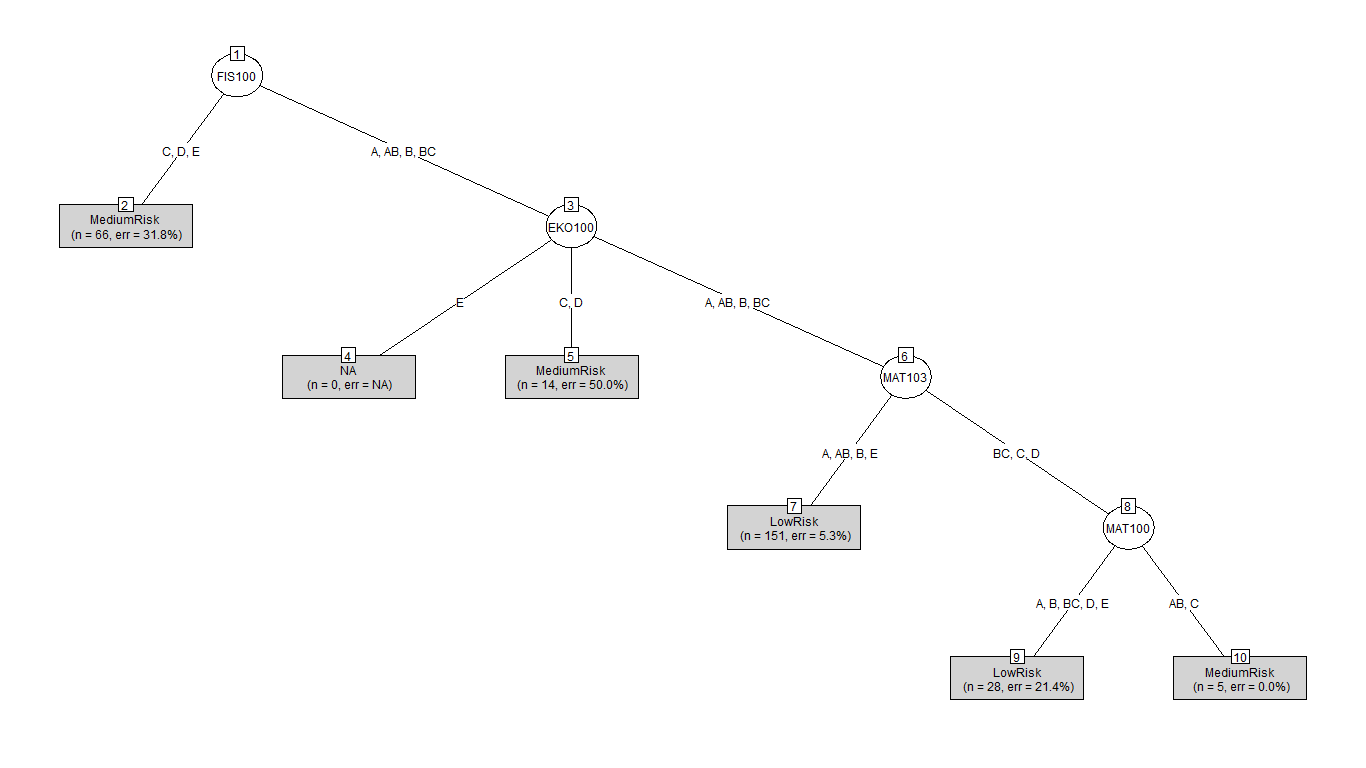 1
FIS100
C, D, E
A, AB, B, BC
2
MediumRisk
(n = 66, err = 31.8%)
3
EKO100
E
C, D
A, AB, B, BC
4
NA
(n = 0, err = NA)
5
MediumRisk
(n = 14, err = 50.0%)
6
MAT103
A, AB, B, E
BC, C, D
7
LowRisk
(n = 151, err = 5.3%)
8
MAT100
A, B, BC, D, E
AB, C
9
LowRisk
(n = 28, err = 21.4%)
10
MediumRisk
(n = 5, err = 0.0%)